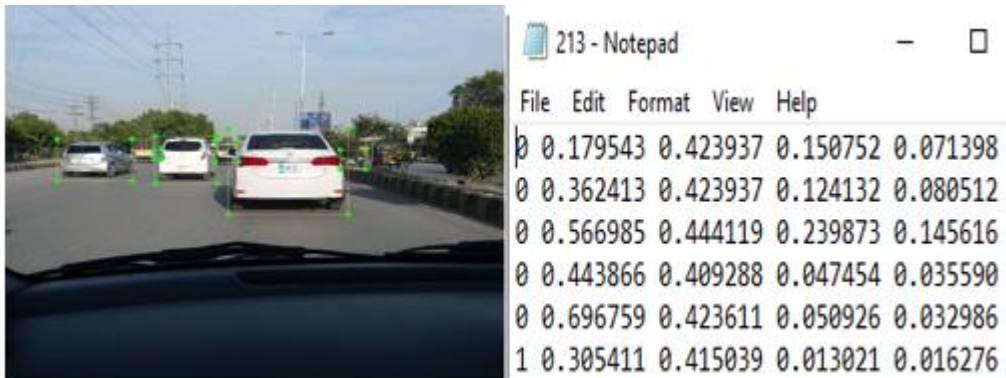 213 - Notepad
File Edit Format View Help
0 0.179543 0.423937 0.150752 0.071398
0 0.362413 0.423937 0.124132 0.080512
0 0.566985 0.444119 0.239873 0.145616
0 0.443866 0.409288 0.047454 0.035590
0 0.696759 0.423611 0.050926 0.032986
1 0.305411 0.415039 0.013021 0.016276